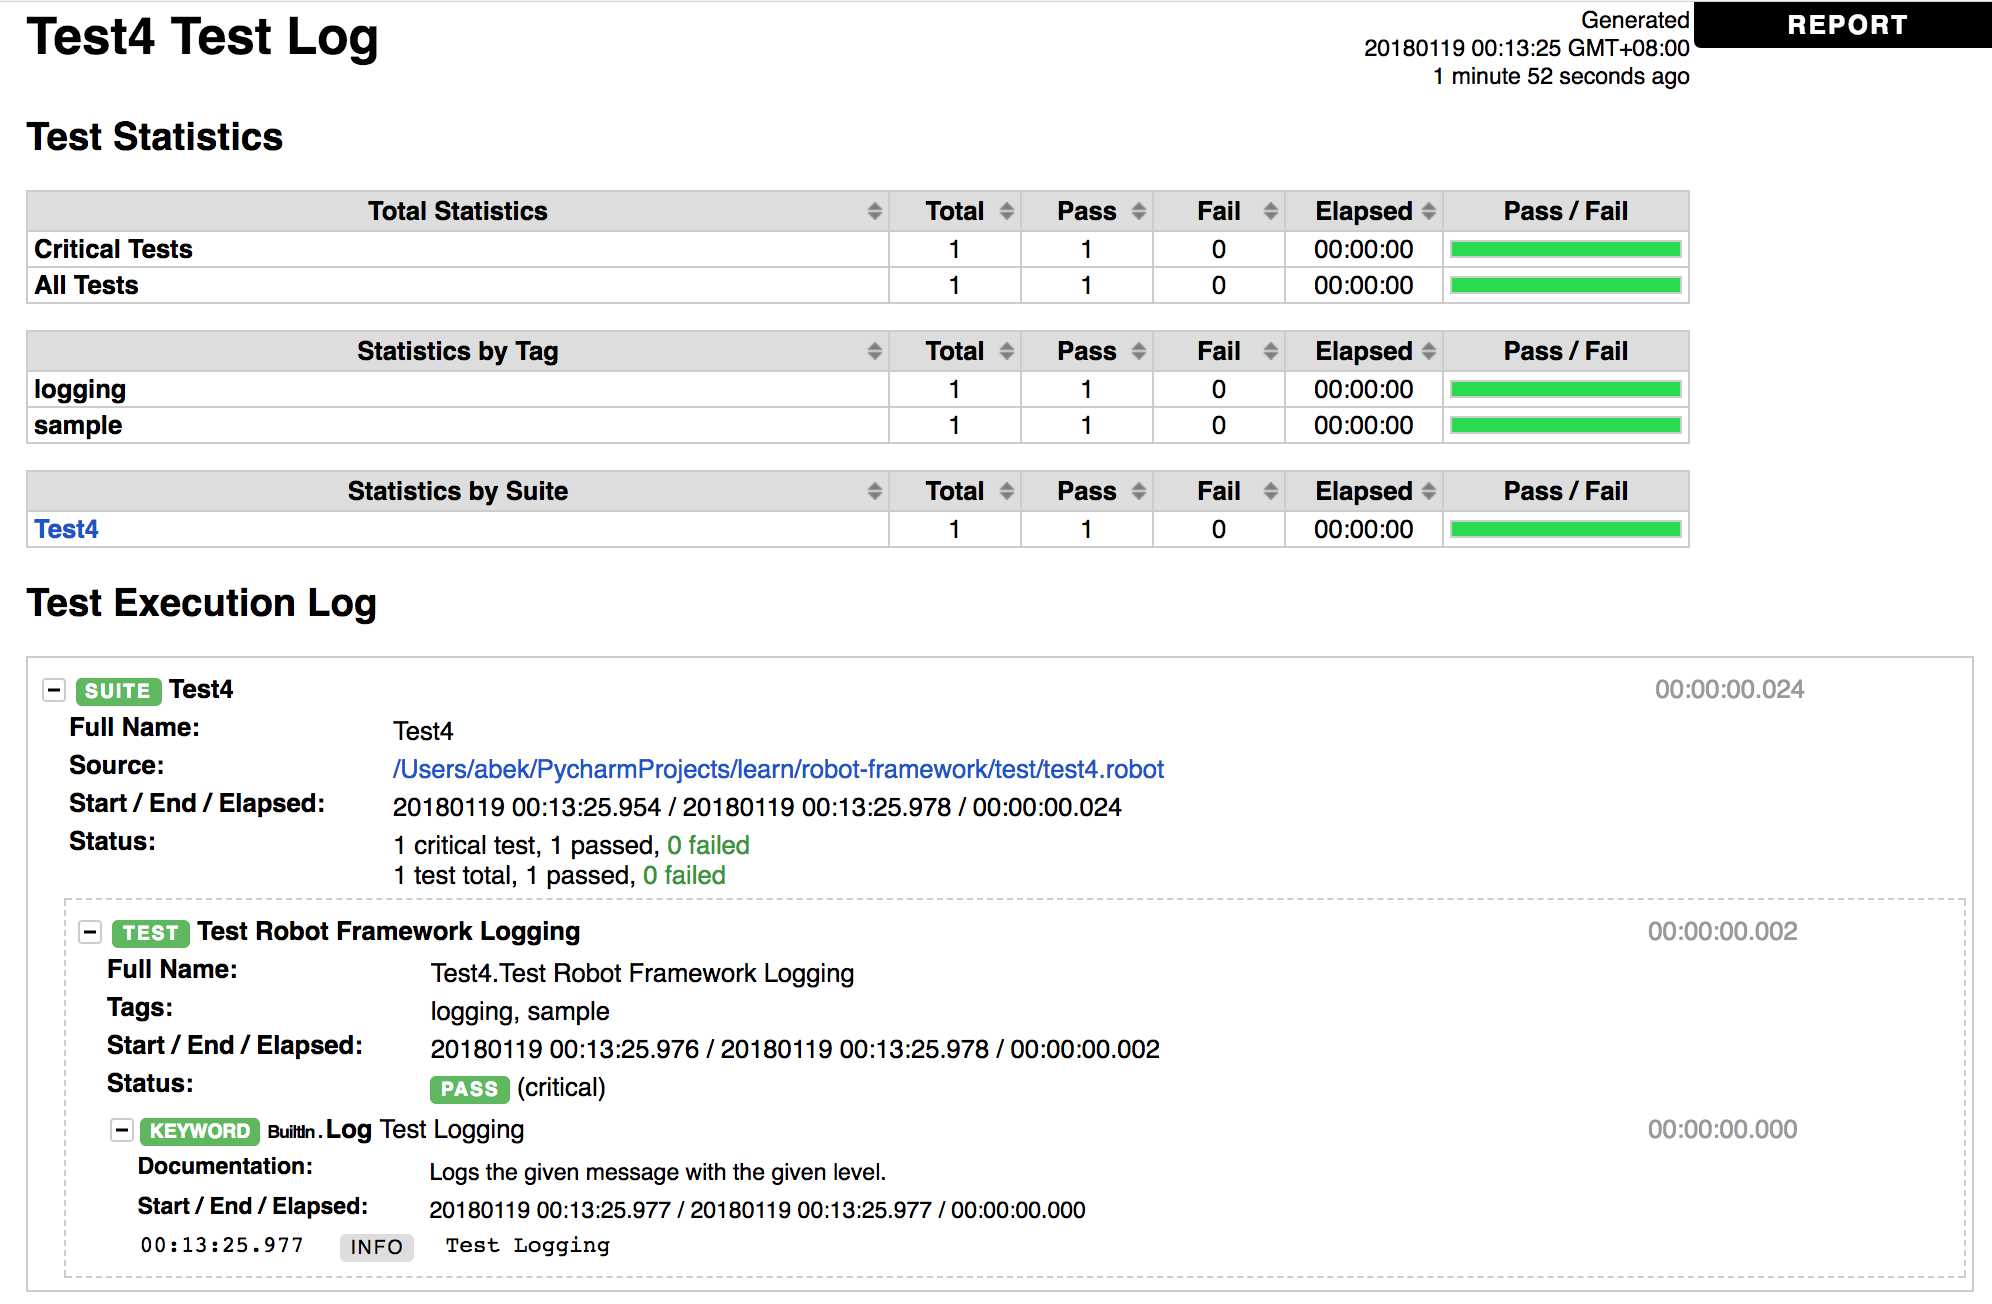 Test4 Test Log
Generated
20180119 00:13:25 GMT+08:00
1 minute 52 seconds ago
REPORT
Test Statistics
Total Statistics Total Pass Fail Elapsed Pass / Fail
Critical Tests 1 1 0 00:00:00
All Tests 1 1 0 00:00:00
Statistics by Tag Total Pass Fail Elapsed Pass / Fail
logging 1 1 0 00:00:00
sample 1 1 0 00:00:00
Statistics by Suite Total Pass Fail Elapsed Pass / Fail
Test4 1 1 0 00:00:00
Test Execution Log
SUITE Test4 00:00:00.024
Full Name: Test4
Source: /Users/abek/PycharmProjects/learn/robot-framework/test/test4.robot
Start / End / Elapsed: 20180119 00:13:25.954 / 20180119 00:13:25.978 / 00:00:00.024
Status: 1 critical test, 1 passed, 0 failed
1 test total, 1 passed, 0 failed
TEST Test Robot Framework Logging 00:00:00.002
Full Name: Test4.Test Robot Framework Logging
Tags: logging, sample
Start / End / Elapsed: 20180119 00:13:25.976 / 20180119 00:13:25.978 / 00:00:00.002
Status: PASS (critical)
KEYWORD BuiltIn.Log Test Logging 00:00:00.000
Documentation: Logs the given message with the given level.
Start / End / Elapsed: 20180119 00:13:25.977 / 20180119 00:13:25.977 / 00:00:00.000
00:13:25.977 INFO Test Logging